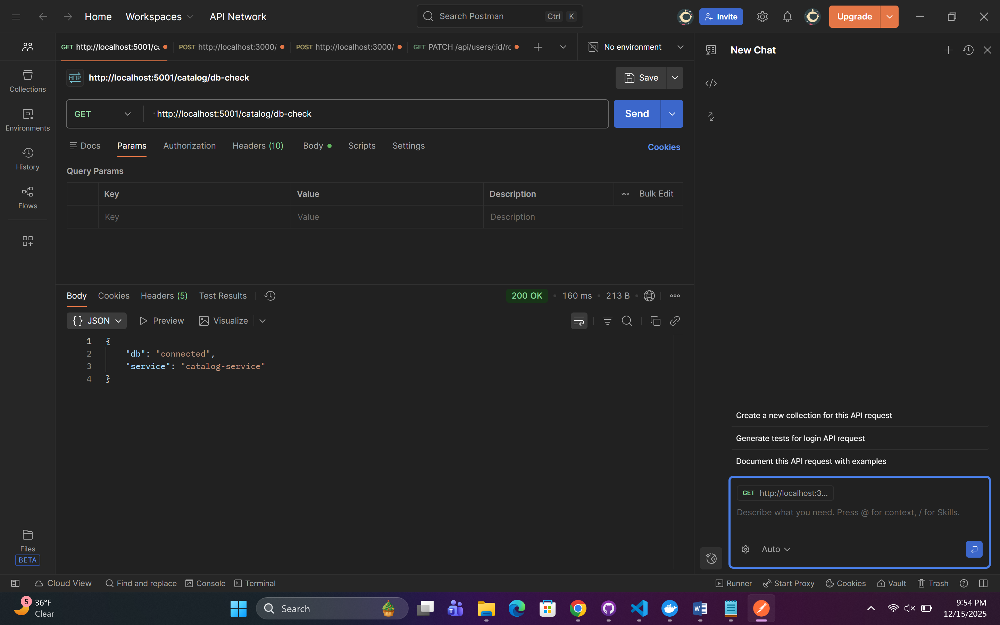 Home Workspaces API Network Search Postman Ctrl K Invite Upgrade
GET http://localhost:5001/ca POST http://localhost:3000/ POST http://localhost:3000/ GET PATCH /api/users/:id/rc No environment
New Chat
HTTP http://localhost:5001/catalog/db-check Save
Collections
GET http://localhost:5001/catalog/db-check Send
Environments
Docs Params Authorization Headers (10) Body Scripts Settings Cookies
History
Query Params
Key Value Description Bulk Edit
Flows
Key Value Description
Body Cookies Headers (5) Test Results 200 OK 160 ms 213 B
{} JSON Preview Visualize
1 {
2 "db": "connected",
3 "service": "catalog-service"
4 }
Create a new collection for this API request
Generate tests for login API request
Document this API request with examples
GET http://localhost:3...
Describe what you need. Press @ for context, / for Skills.
Auto
Files
BETA
Cloud View Find and replace Console Terminal Runner Start Proxy Cookies Vault Trash
5 36°F
Clear
Search
9:54 PM
12/15/2025